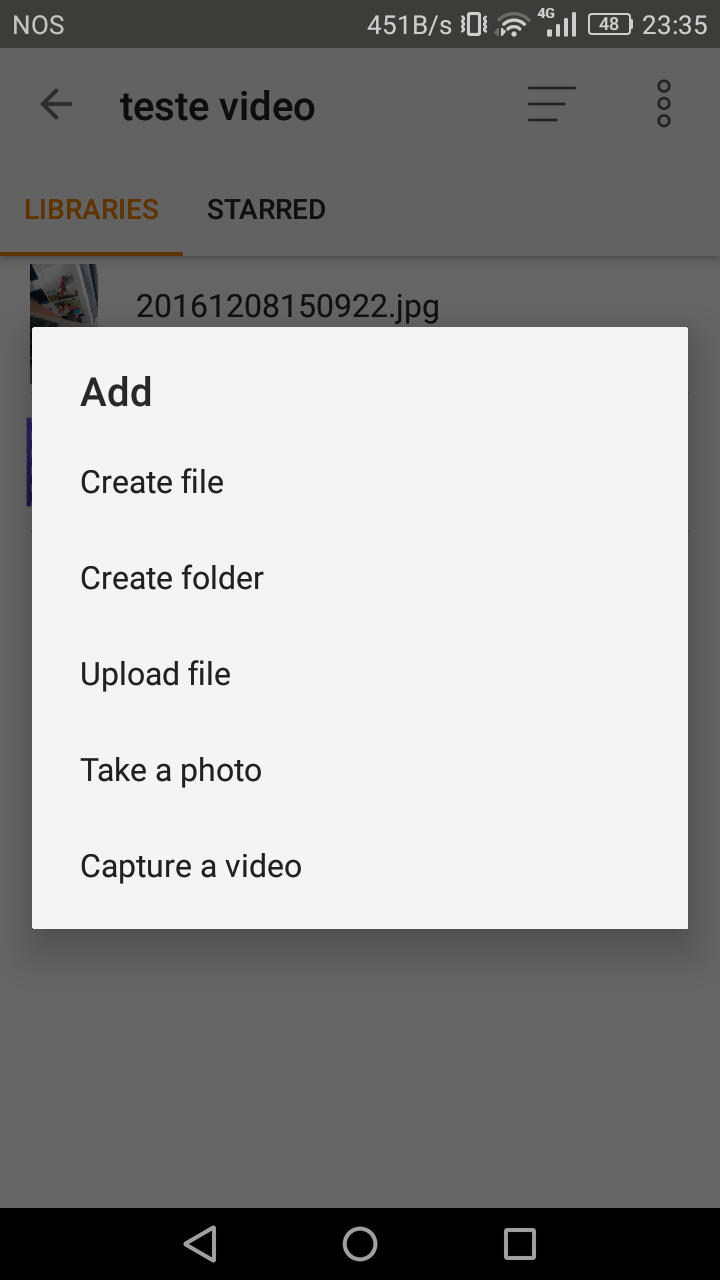 NOS 451B/s 4G 48 23:35
teste video
LIBRARIES STARRED
20161208150922.jpg
Add
Create file
Create folder
Upload file
Take a photo
Capture a video